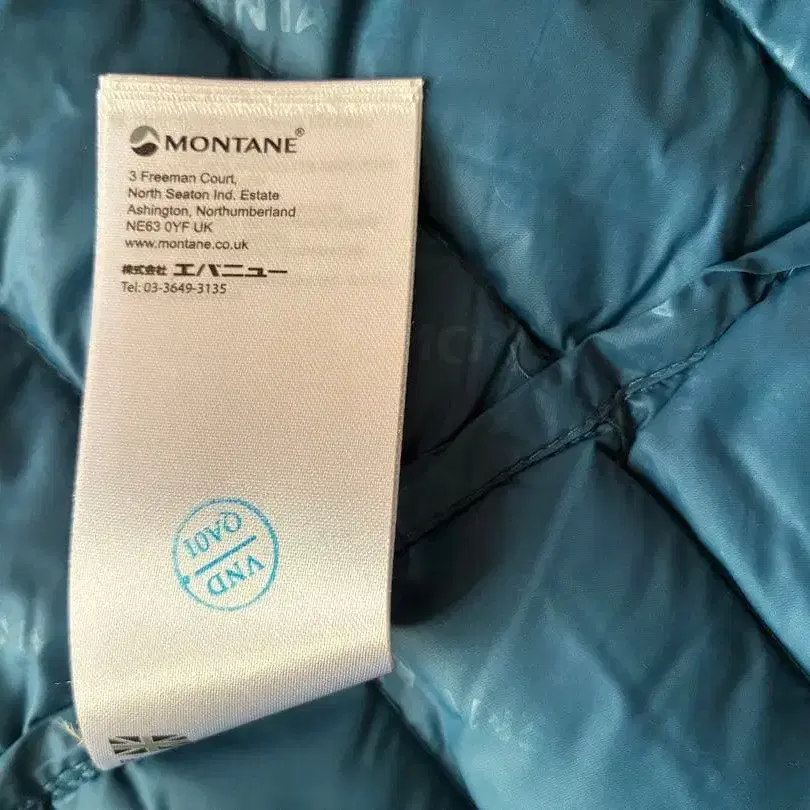 MONTANE®
3 Freeman Court,
North Seaton Ind. Estate
Ashington, Northumberland
NE63 0YF UK
www.montane.co.uk
株式会社 エバニュー
Tel: 03-3649-3135
VND
QA01